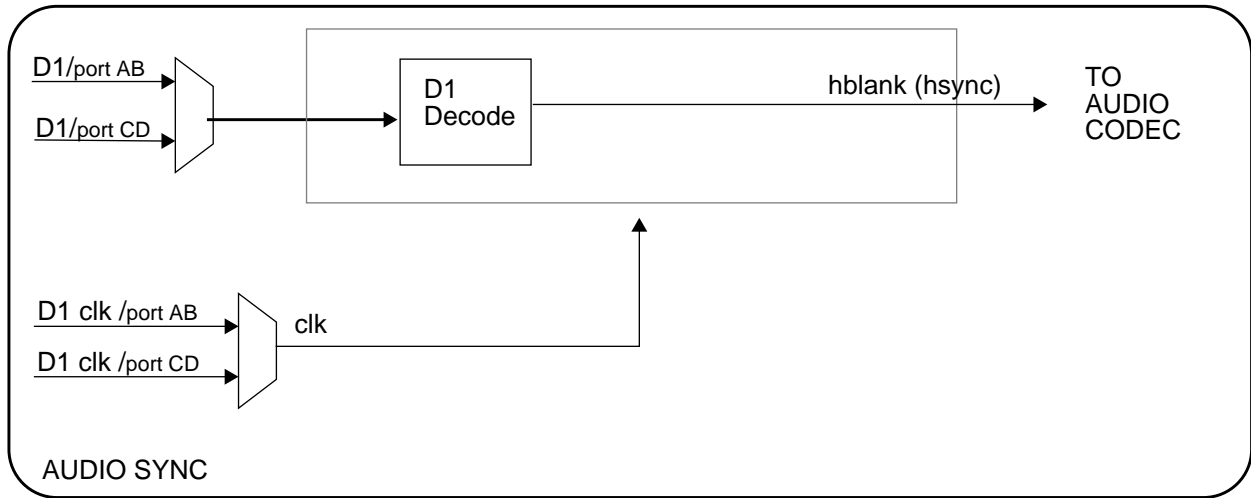 D1/port AB
D1/port CD
D1
Decode
hblank (hsync)
TO
AUDIO
CODEC
D1 clk /port AB
D1 clk /port CD
clk
AUDIO SYNC